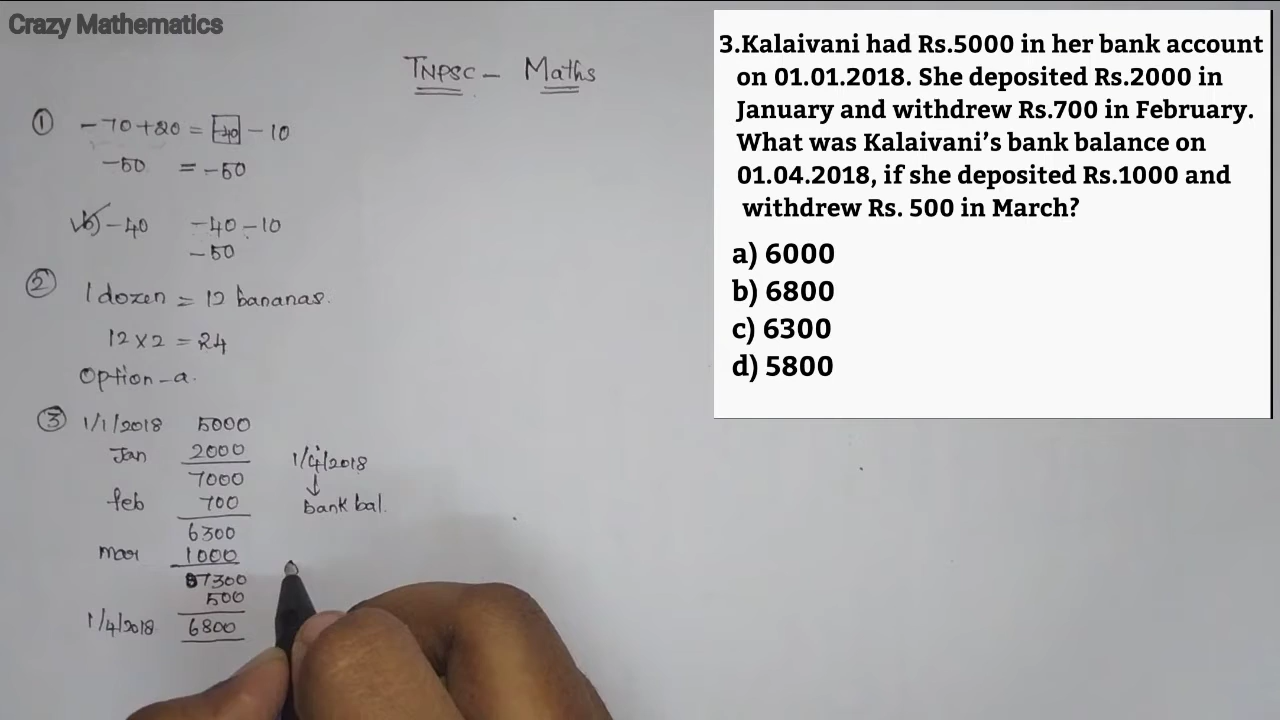 Crazy Mathematics
TNPSC - Maths
① -70+20 = -40 -10
-50 = -50
b) -40 -40 -10
-50
② 1 dozen = 12 bananas.
12 x 2 = 24
Option-a.
③ 1/1/2018 5000
Jan 2000
7000
feb 700
6300
mar 1000
7300
500
1/4/2018 6800
1/4/2018
↓
bank bal.
3.Kalaivani had Rs.5000 in her bank account
on 01.01.2018. She deposited Rs.2000 in
January and withdrew Rs.700 in February.
What was Kalaivani’s bank balance on
01.04.2018, if she deposited Rs.1000 and
withdrew Rs. 500 in March?
a) 6000
b) 6800
c) 6300
d) 5800